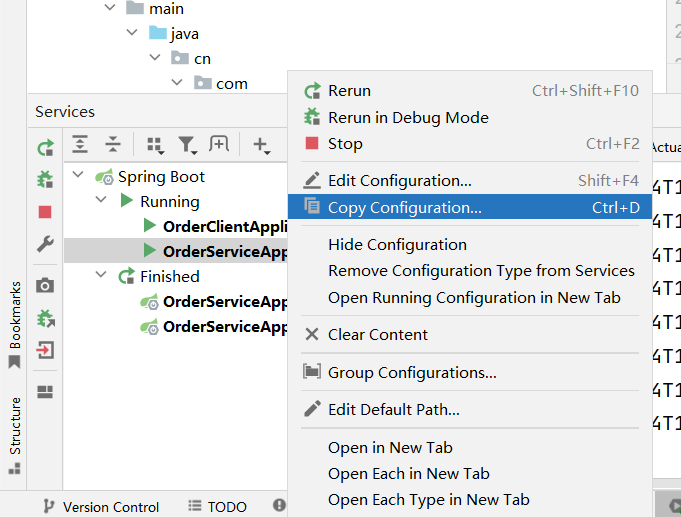 main
java
cn
com
Services
Rerun Ctrl+Shift+F10
Rerun in Debug Mode
Stop Ctrl+F2
Edit Configuration... Shift+F4
Copy Configuration... Ctrl+D
Hide Configuration
Remove Configuration Type from Services
Open Running Configuration in New Tab
Clear Content
Group Configurations...
Edit Default Path...
Open in New Tab
Open Each in New Tab
Open Each Type in New Tab
Spring Boot
Running
OrderClientAppli
OrderServiceApp
Finished
OrderServiceApp
OrderServiceApp
Actua
4T1
4T1
4T1
4T1
4T1
4T1
4T1
4T1
Bookmarks
Structure
Version Control
TODO